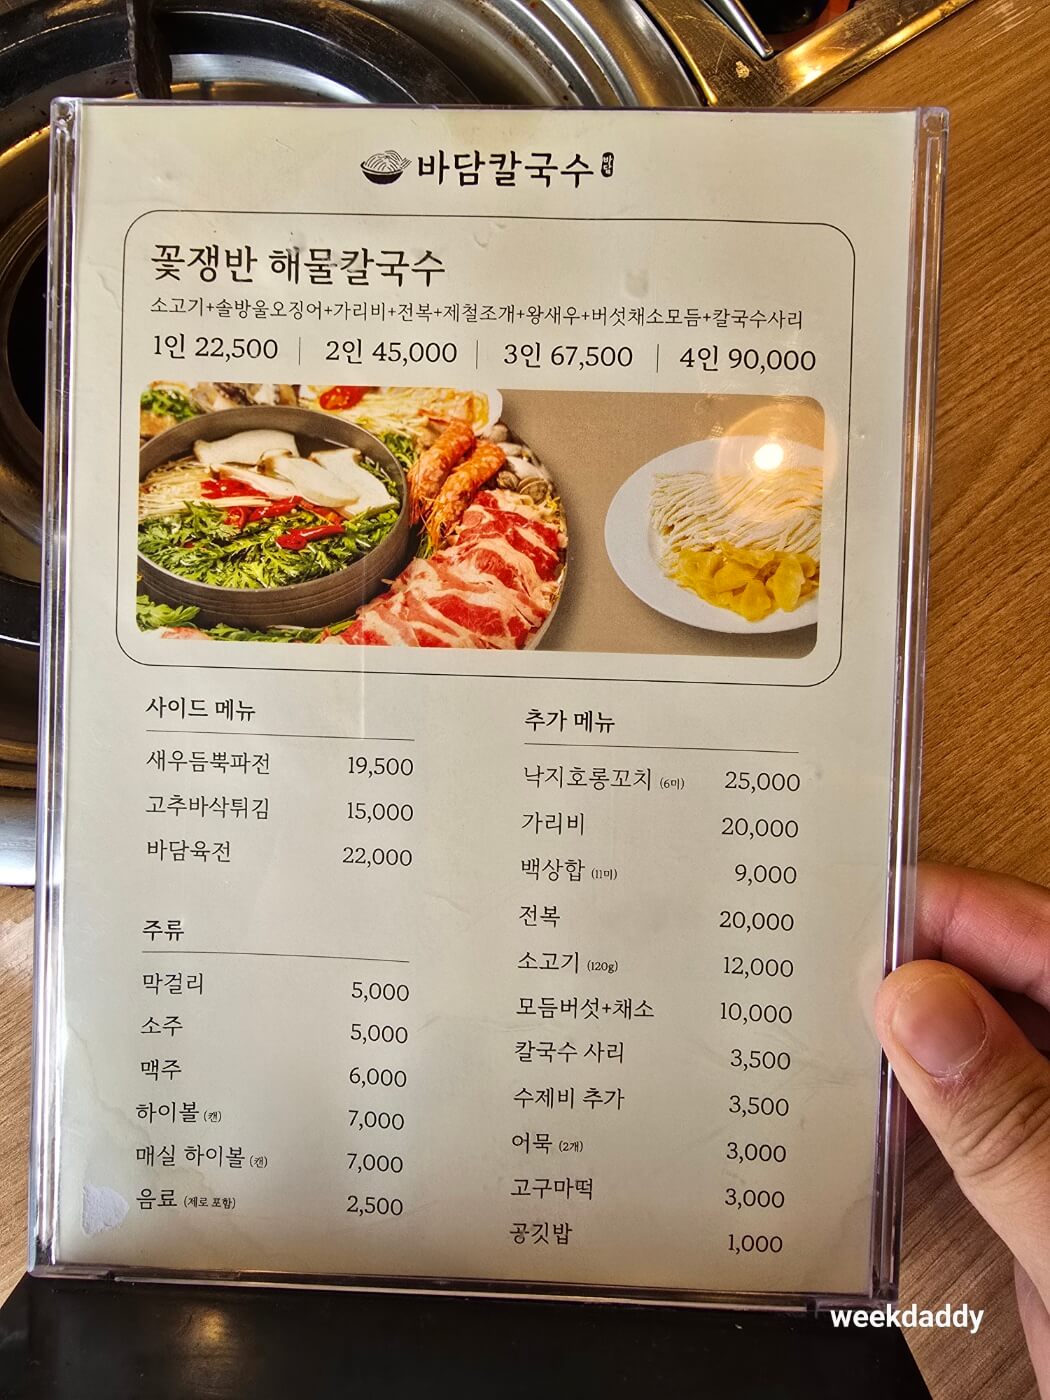 바담칼국수 바담
꽃쟁반 해물칼국수
소고기+솔방울오징어+가리비+전복+제철조개+왕새우+버섯채소모듬+칼국수사리
1인 22,500 | 2인 45,000 | 3인 67,500 | 4인 90,000
사이드 메뉴
새우듬뿍파전 19,500
고추바삭튀김 15,000
바담육전 22,000
주류
막걸리 5,000
소주 5,000
맥주 6,000
하이볼 (캔) 7,000
매실 하이볼 (캔) 7,000
음료 (제로 포함) 2,500
추가 메뉴
낙지호롱꼬치 (6미) 25,000
가리비 20,000
백상합 (11미) 9,000
전복 20,000
소고기 (120g) 12,000
모듬버섯+채소 10,000
칼국수 사리 3,500
수제비 추가 3,500
어묵 (2개) 3,000
고구마떡 3,000
공깃밥 1,000
weekdaddy